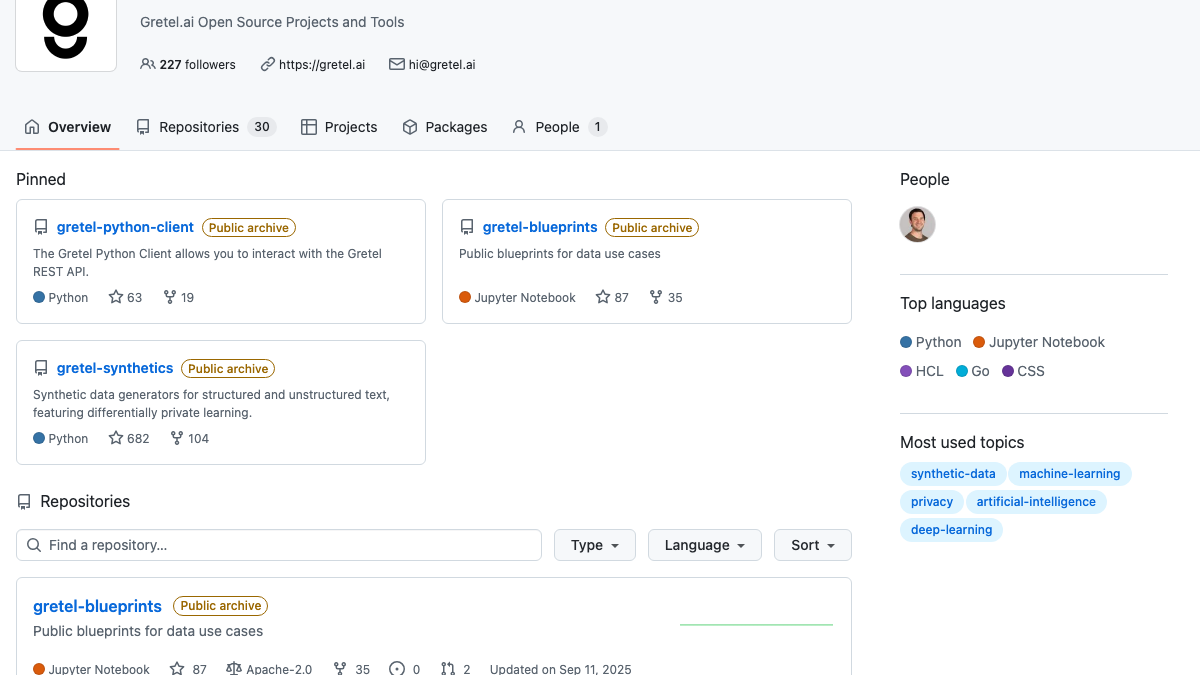 Gretel.ai Open Source Projects and Tools
227 followers https://gretel.ai hi@gretel.ai
Overview Repositories 30 Projects Packages People 1
Pinned
gretel-python-client Public archive
The Gretel Python Client allows you to interact with the Gretel
REST API.
Python 63 19
gretel-blueprints Public archive
Public blueprints for data use cases
Jupyter Notebook 87 35
gretel-synthetics Public archive
Synthetic data generators for structured and unstructured text,
featuring differentially private learning.
Python 682 104
Repositories
Find a repository…
Type Language Sort
gretel-blueprints Public archive
Public blueprints for data use cases
Jupyter Notebook 87 Apache-2.0 35 0 2 Updated on Sep 11, 2025
People
Top languages
Python Jupyter Notebook
HCL Go CSS
Most used topics
synthetic-data machine-learning
privacy artificial-intelligence
deep-learning